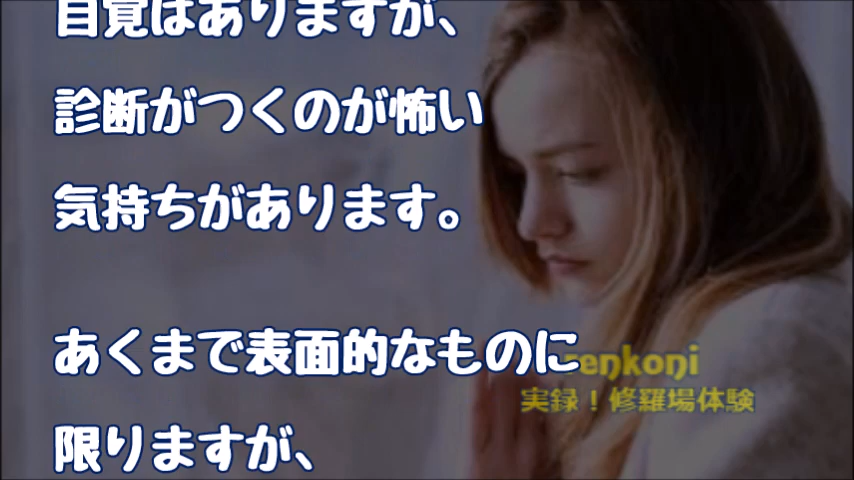 自覚はありますが、
診断がつくのが怖い
気持ちがあります。
あくまで表面的なものに
renkoni
実録！修羅場体験
限りますが、